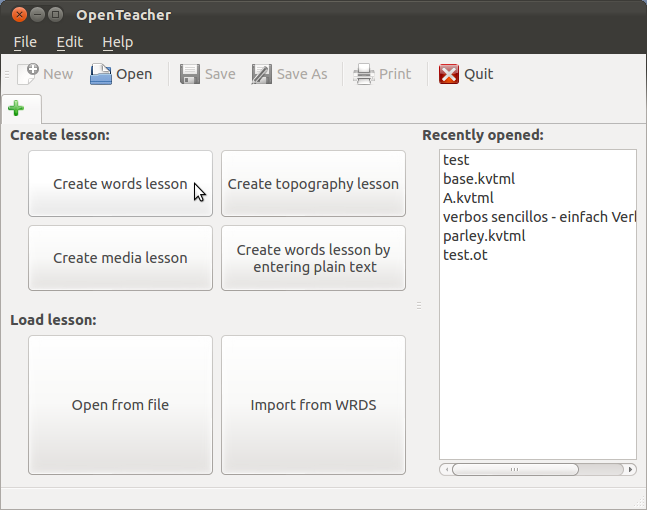 OpenTeacher
File Edit Help
New Open Save Save As Print Quit
Create lesson:
Create words lesson
Create topography lesson
Create media lesson
Create words lesson by
entering plain text
Load lesson:
Open from file
Import from WRDS
Recently opened:
test
base.kvtml
A.kvtml
verbos sencillos - einfach Verl
parley.kvtml
test.ot